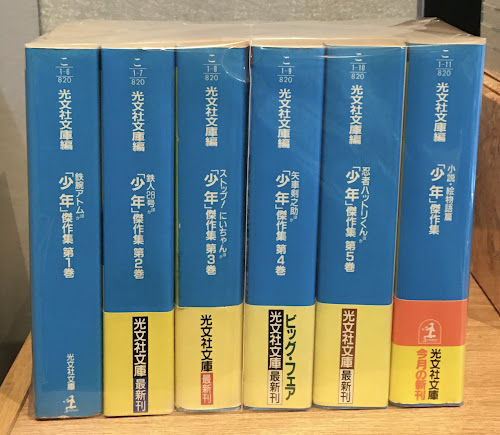 こ
1-6
820
光文社文庫編
鉄腕アトムほか
「少年」傑作集 第1巻
光文社文庫
こ
1-7
820
光文社文庫編
鉄人28号ほか
「少年」傑作集 第2巻
光文社文庫 最新刊
こ
1-8
820
光文社文庫編
ストップ!にいちゃんほか
「少年」傑作集 第3巻
光文社文庫 最新刊
こ
1-9
820
光文社文庫編
矢車剣之助ほか
「少年」傑作集 第4巻
ビッグ・フェア
光文社文庫 最新刊
こ
1-10
820
光文社文庫編
忍者ハットリくんほか
「少年」傑作集 第5巻
光文社文庫 最新刊
こ
1-11
820
光文社文庫編
小説・絵物語篇
「少年」傑作集
光文社文庫
今月の新刊